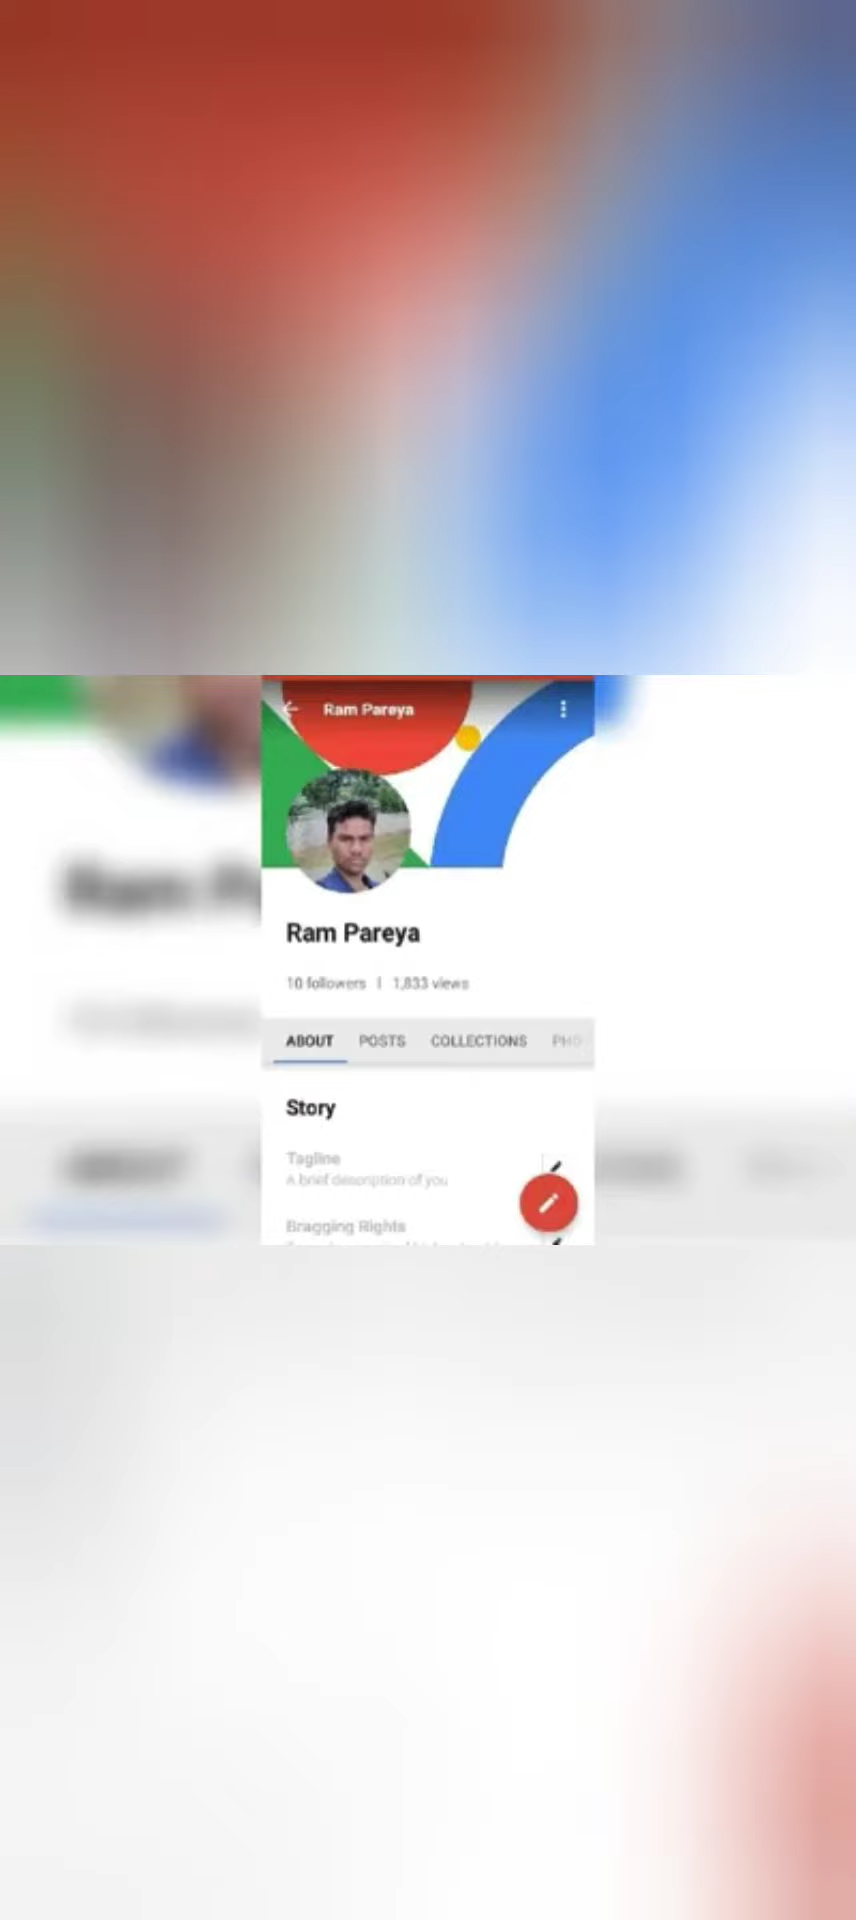 Ram Pareya
Ram Pareya
10 followers | 1,833 views
ABOUT POSTS COLLECTIONS PHO
Story
Tagline
A brief description of you
Bragging Rights